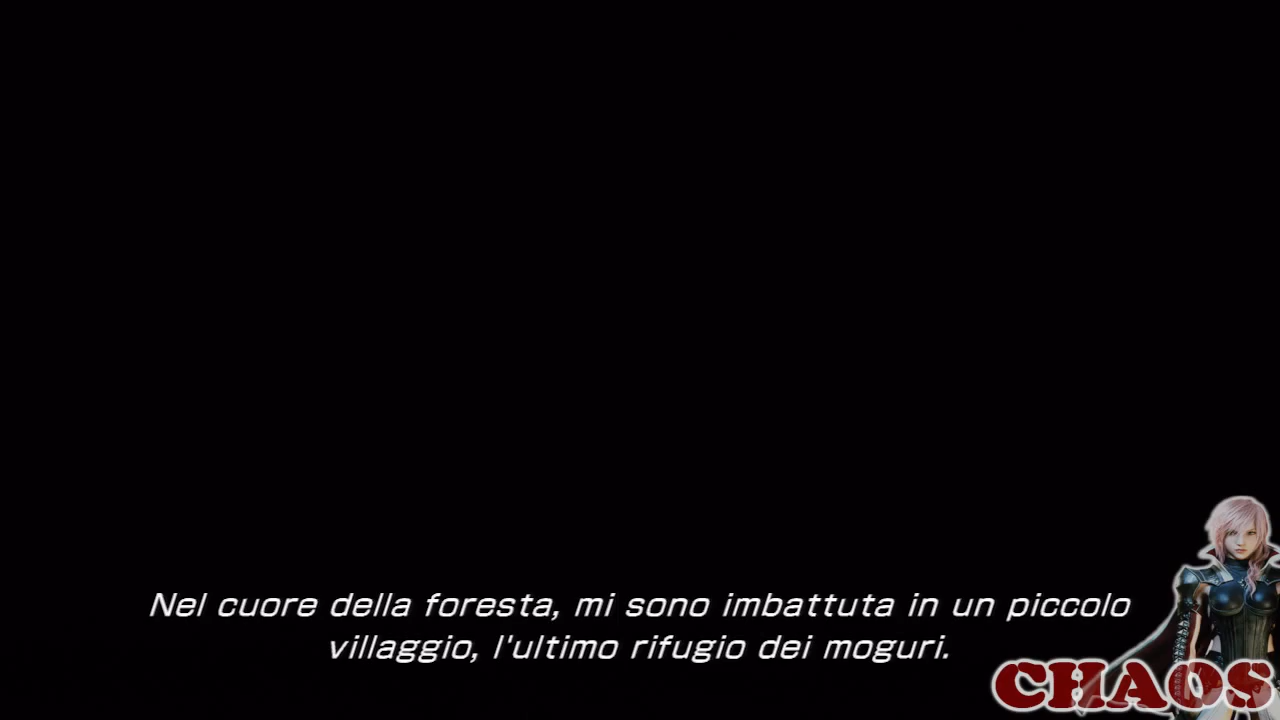 Nel cuore della foresta, mi sono imbattuta in un piccolo
villaggio, l'ultimo rifugio dei moguri.
CHAOS